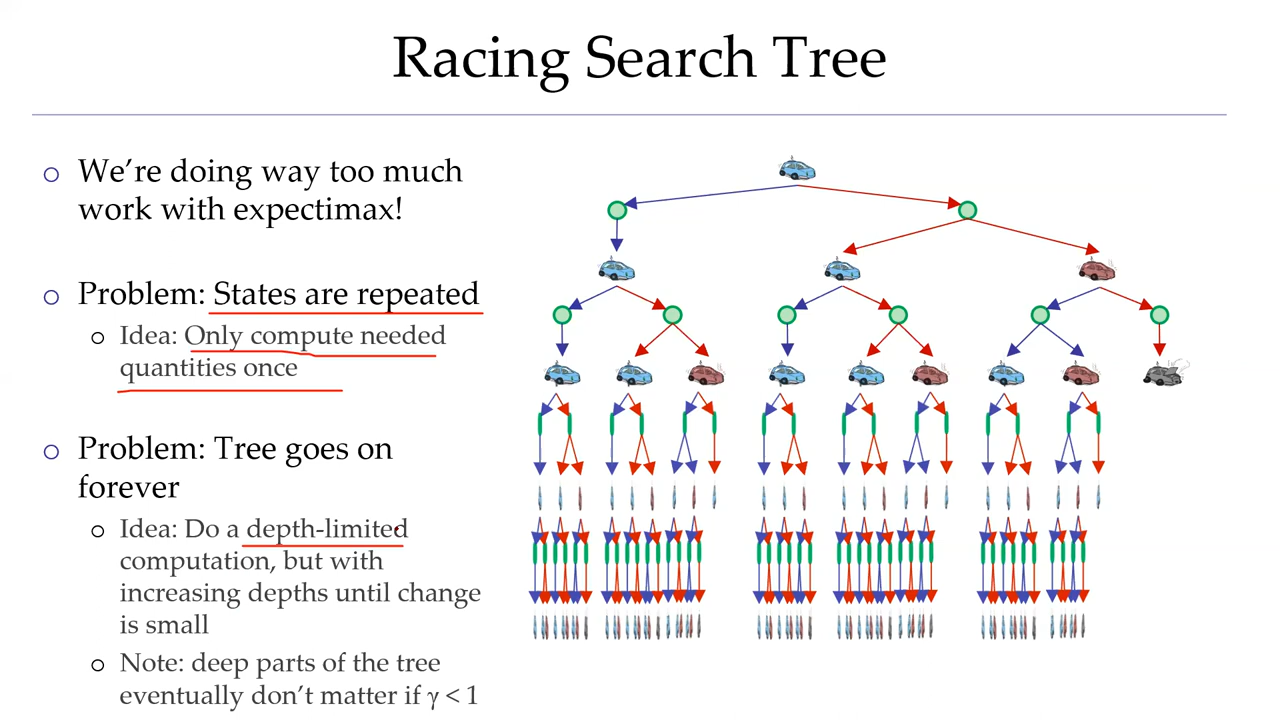 Racing Search Tree
o We’re doing way too much
work with expectimax!
o Problem: States are repeated
o Idea: Only compute needed
quantities once
o Problem: Tree goes on
forever
o Idea: Do a depth-limited
computation, but with
increasing depths until change
is small
o Note: deep parts of the tree
eventually don’t matter if γ < 1